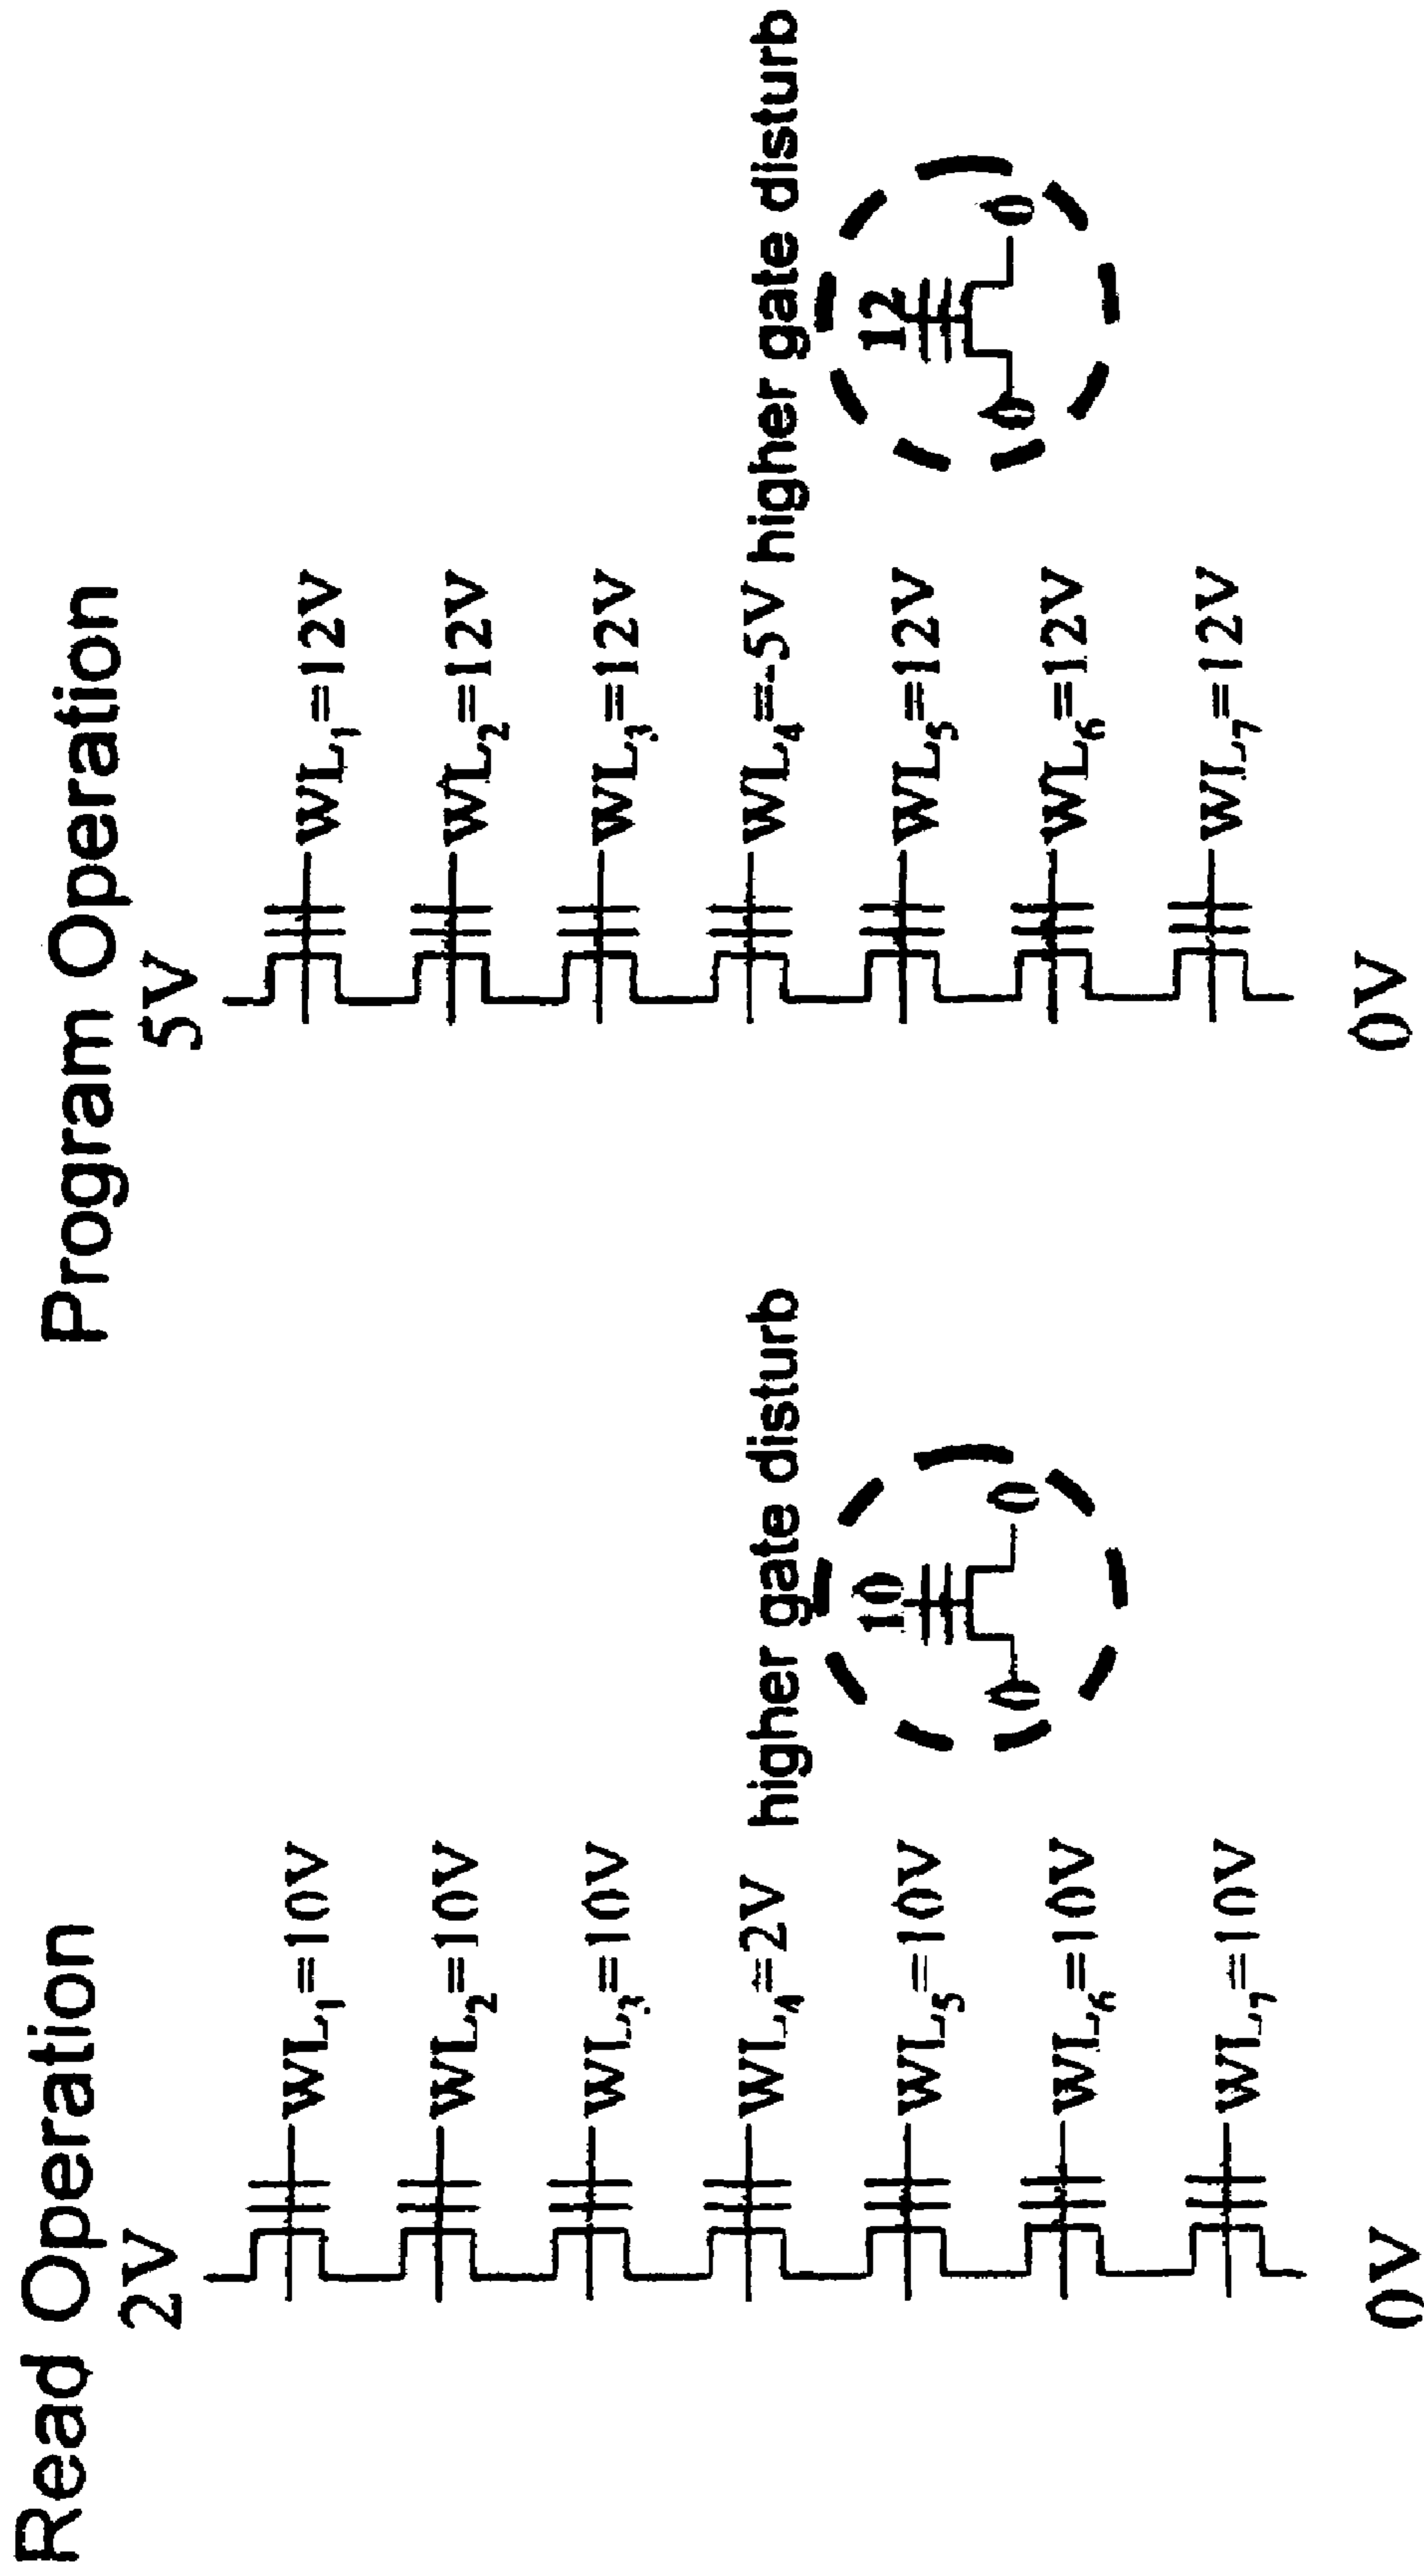 Read Operation
2V
WL1=10V
WL2=10V
WL3=10V
WL4=2V
higher gate disturb
10
0 0
WL5=10V
WL6=10V
WL7=10V
0V
Program Operation
5V
WL1=12V
WL2=12V
WL3=12V
WL4=-5V
higher gate disturb
12
0 0
WL5=12V
WL6=12V
WL7=12V
0V